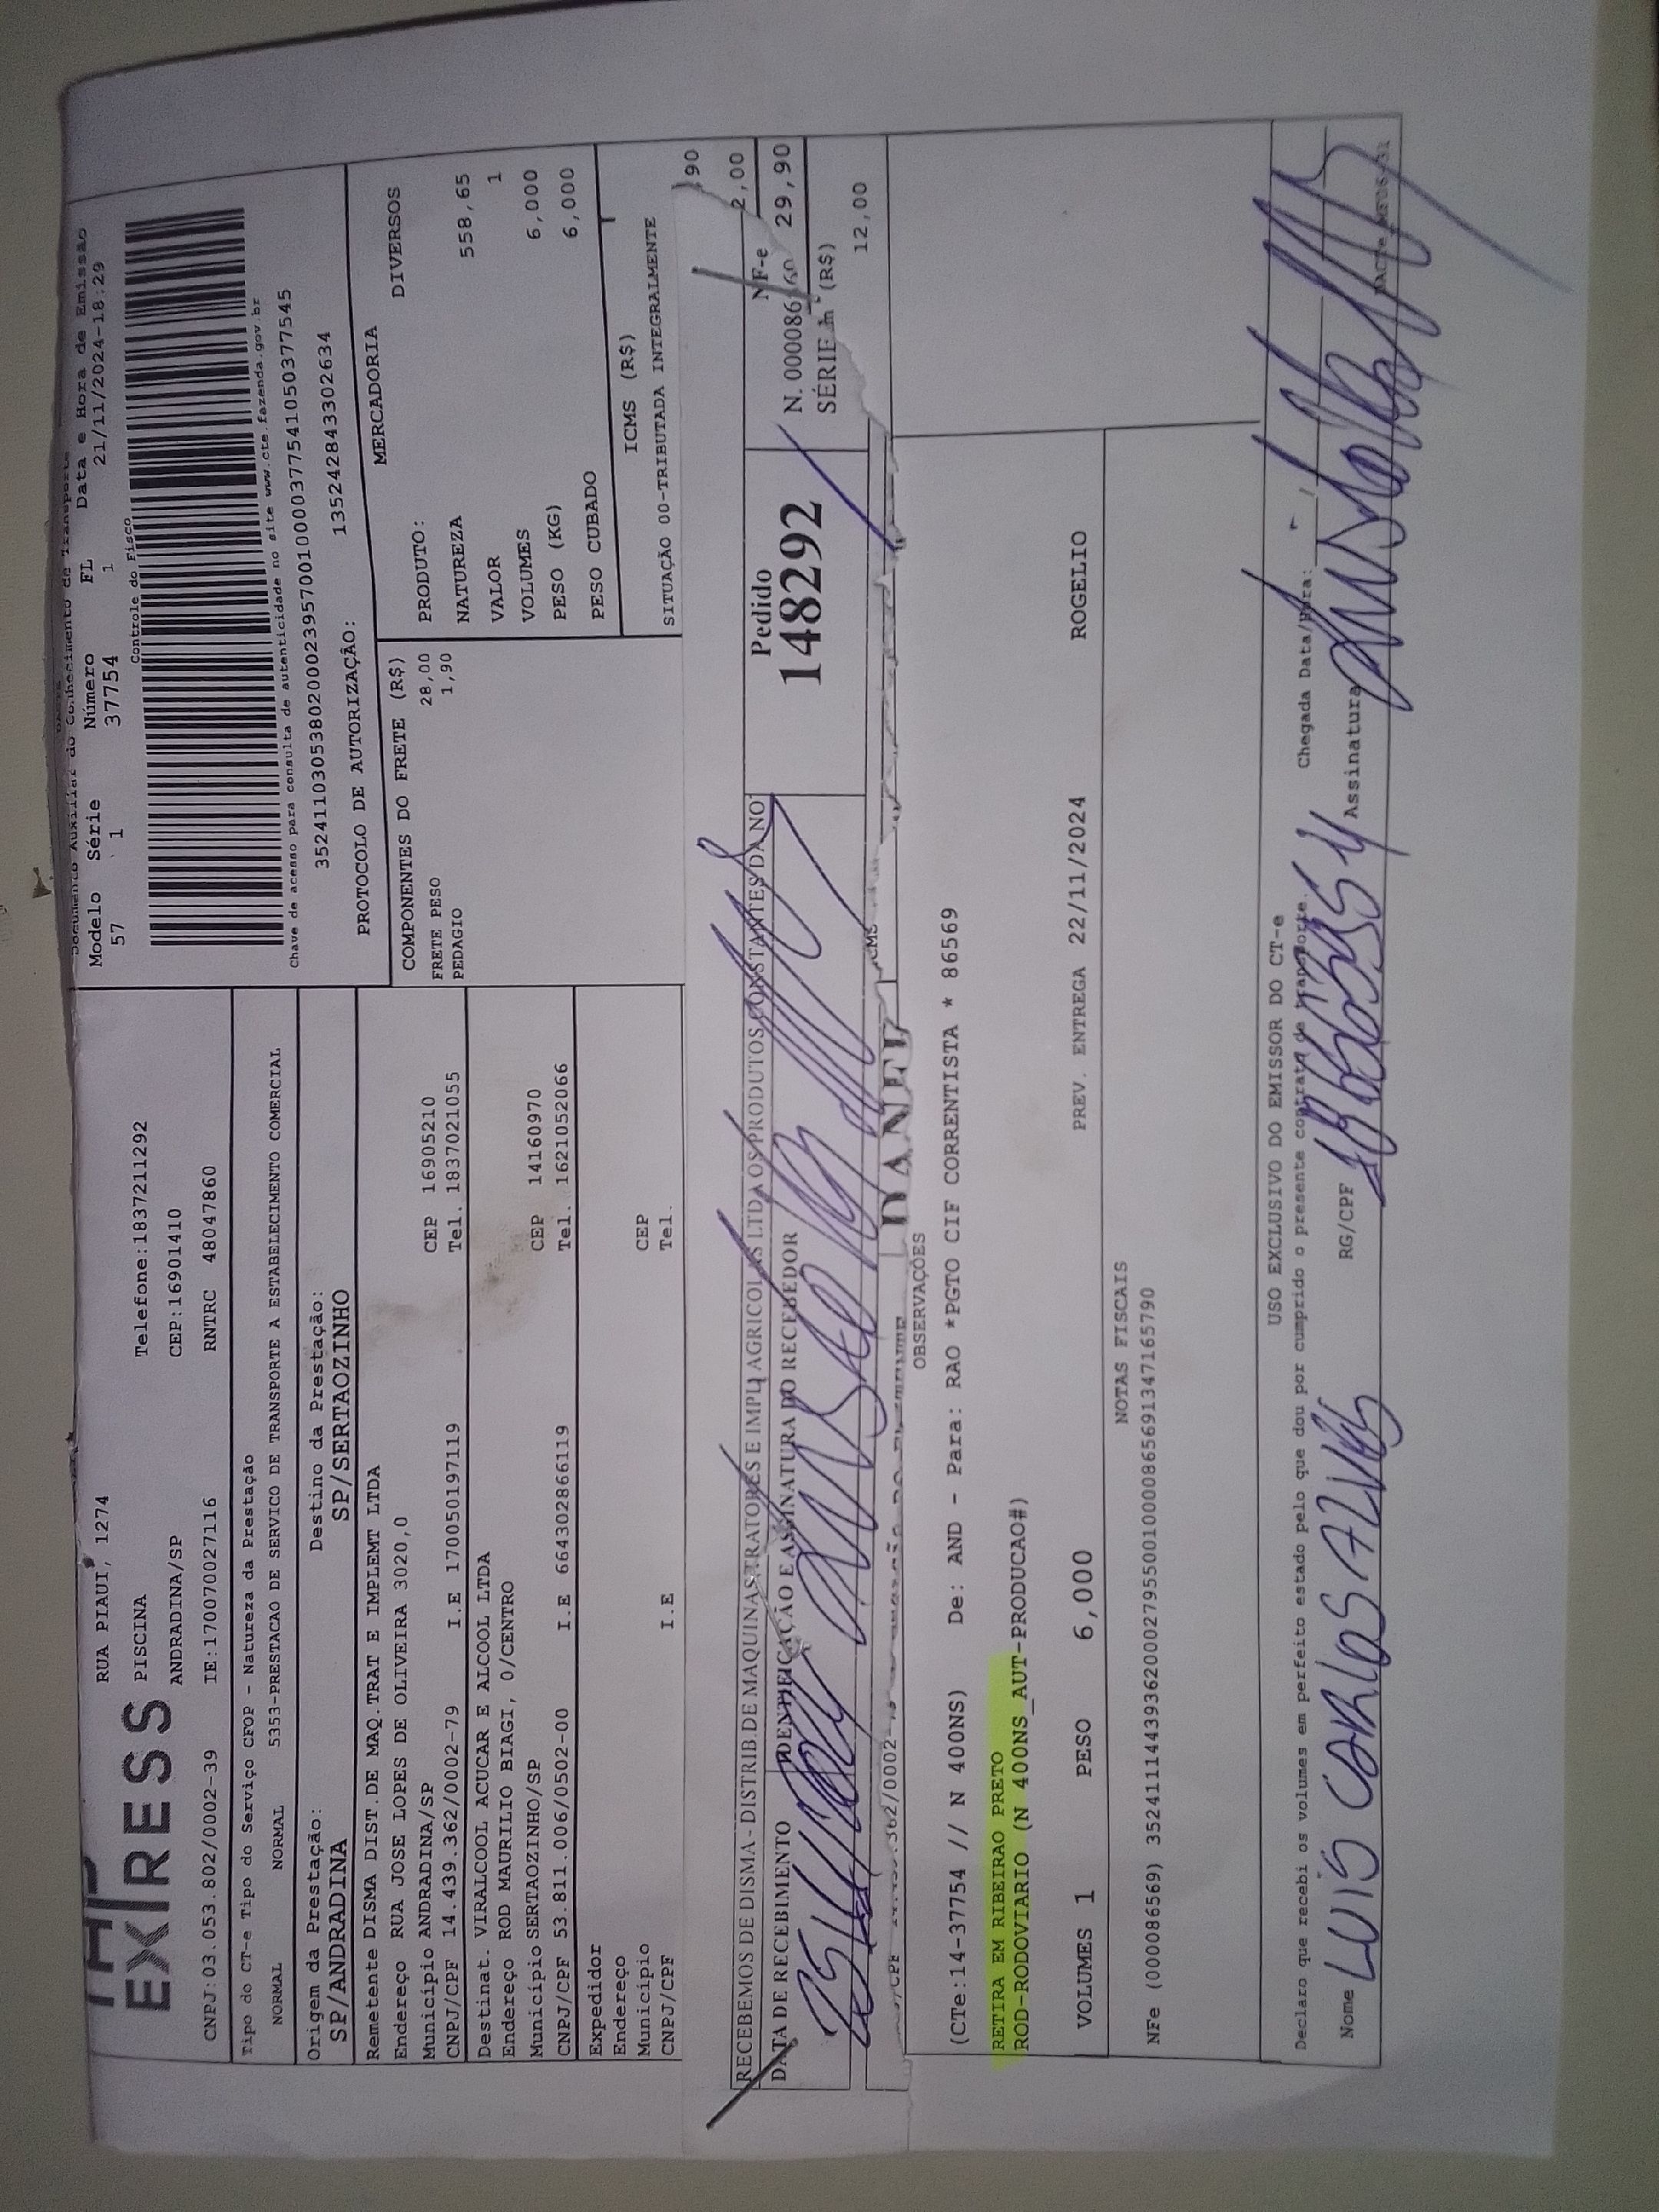 EXPRESS
RUA PIAUI, 1274
PISCINA Telefone:1837211292
ANDRADINA/SP CEP:16901410
CNPJ:03.053.802/0002-39 IE:170070027116 RNTRC 48047860
Documento Auxiliar do Conhecimento de Transporte
Modelo Série Número FL Data e Hora de Emissão
57 1 37754 1 21/11/2024-18:29
Controle do Fisco
Chave de acesso para consulta de autenticidade no site www.cte.fazenda.gov.br
35241103053802000239570010000377541050377545
PROTOCOLO DE AUTORIZAÇÃO: 135242843302634
Tipo do CT-e Tipo do Serviço CFOP - Natureza da Prestação
NORMAL NORMAL 5353-PRESTACAO DE SERVICO DE TRANSPORTE A ESTABELECIMENTO COMERCIAL
Origem da Prestação: Destino da Prestação:
SP/ANDRADINA SP/SERTAOZINHO
Remetente DISMA DIST.DE MAQ.TRAT E IMPLEMT LTDA
Endereço RUA JOSE LOPES DE OLIVEIRA 3020,0
Município ANDRADINA/SP CEP 16905210
CNPJ/CPF 14.439.362/0002-79 I.E 170050197119 Tel. 1837021055
Destinat. VIRALCOOL ACUCAR E ALCOOL LTDA
Endereço ROD MAURILIO BIAGI, 0/CENTRO
Município SERTAOZINHO/SP CEP 14160970
CNPJ/CPF 53.811.006/0502-00 I.E 664302866119 Tel. 1621052066
Expedidor
Endereço
Município CEP
CNPJ/CPF I.E Tel.
COMPONENTES DO FRETE (R$)
FRETE PESO 28,00
PEDAGIO 1,90
MERCADORIA
PRODUTO: DIVERSOS
NATUREZA
VALOR 558,65
VOLUMES 1
PESO (KG) 6,000
PESO CUBADO 6,000
ICMS (R$)
SITUAÇÃO 00-TRIBUTADA INTEGRALMENTE
90
2,00
29,90
(R$)
12,00
RECEBEMOS DE DISMA - DISTRIB.DE MAQUINAS,TRATORES E IMPL. AGRICOLAS LTDA OS PRODUTOS CONSTANTES DA NO
DATA DE RECEBIMENTO IDENTIFICAÇÃO E ASSINATURA DO RECEBEDOR
Pedido
148292
NF-e
N. 000086
SÉRIE
DANFE
ICMS
OBSERVAÇÕES
(CTe:14-37754 // N 400NS) De: AND - Para: RAO *PGTO CIF CORRENTISTA * 86569
RETIRA EM RIBEIRAO PRETO
ROD-RODOVIARIO (N 400NS_AUT-PRODUCAO#)
VOLUMES 1 PESO 6,000 PREV. ENTREGA 22/11/2024 ROGELIO
NOTAS FISCAIS
NFe (000086569) 35241114439362000279550010000865691347165790
USO EXCLUSIVO DO EMISSOR DO CT-e
Declaro que recebi os volumes em perfeito estado pelo que dou por cumprido o presente contrato de transporte. Chegada Data/Hora:
Nome LUIS CARLOS ALVES RG/CPF Assinatura